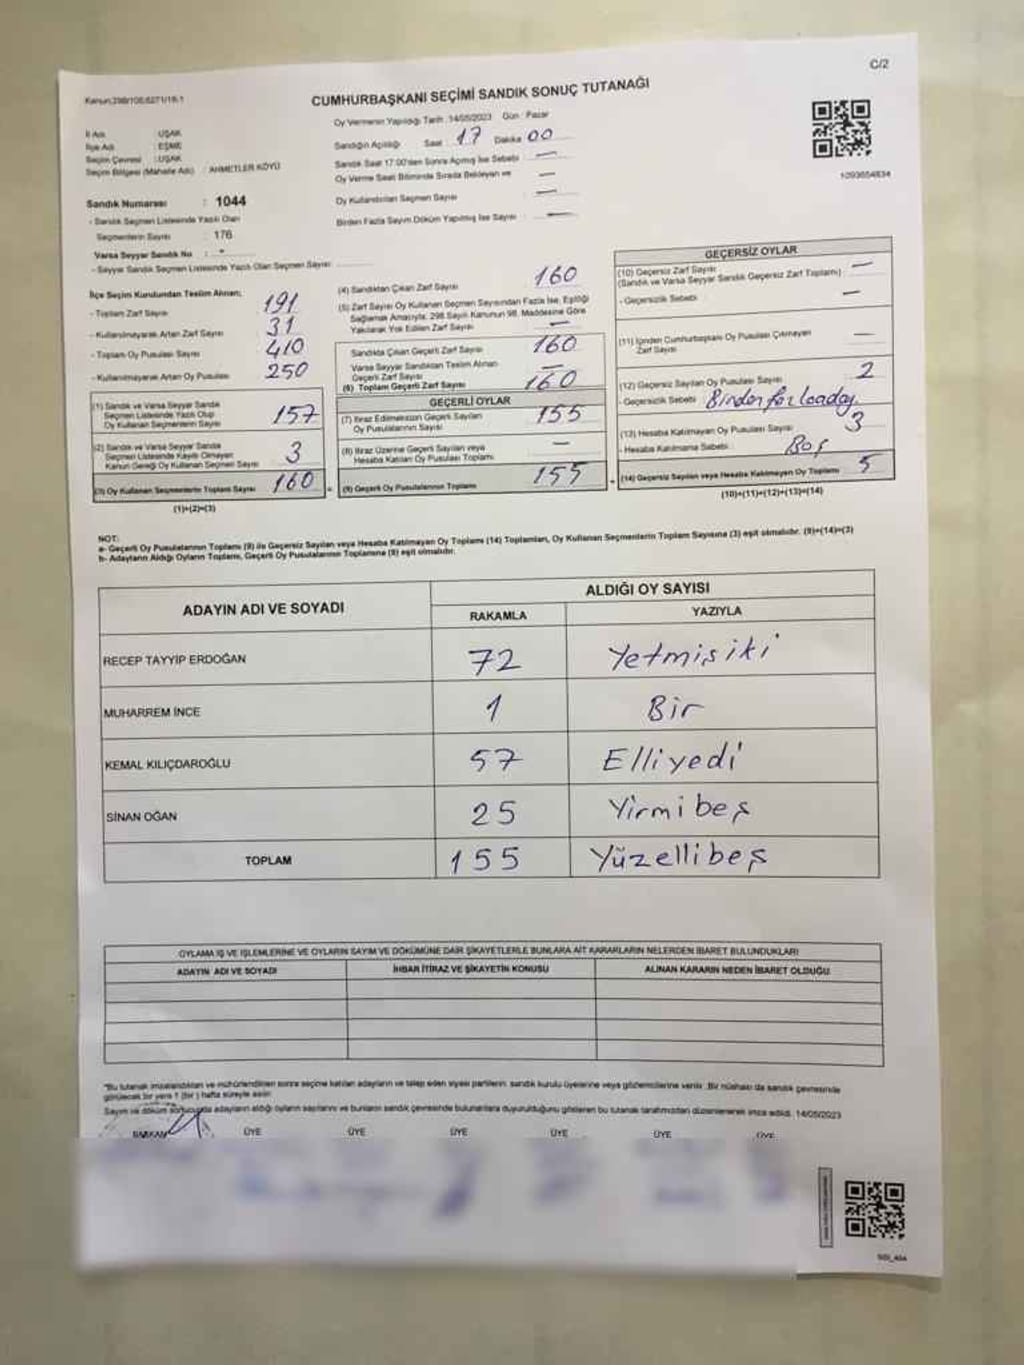 C/2
Kanun:298/105;6271/18-1
CUMHURBAŞKANI SEÇİMİ SANDIK SONUÇ TUTANAĞI
İl Adı : UŞAK
İlçe Adı : EŞME
Seçim Çevresi : UŞAK
Seçim Bölgesi (Mahalle Adı) : AHMETLER KÖYÜ
Sandık Numarası : 1044
- Sandık Seçmen Listesinde Yazılı Olan
Seçmenlerin Sayısı : 176
Varsa Seyyar Sandık No : -
- Seyyar Sandık Seçmen Listesinde Yazılı Olan Seçmen Sayısı
Oy Vermenin Yapıldığı Tarih :14/05/2023 Gün : Pazar
Sandığın Açıldığı Saat : 17 Dakika 00
Sandık Saat 17:00'den Sonra Açılmış İse Sebebi : —
Oy Verme Saati Bitiminde Sırada Bekleyen ve —
Oy Kullandırılan Seçmen Sayısı : —
Birden Fazla Sayım Döküm Yapılmış İse Sayısı : —
1093654834
İlçe Seçim Kurulundan Teslim Alınan;
- Toplam Zarf Sayısı 191
- Kullanılmayarak Artan Zarf Sayısı 31
- Toplam Oy Pusulası Sayısı 410
- Kullanılmayarak Artan Oy Pusulası 250
(1) Sandık ve Varsa Seyyar Sandık
Seçmen Listesinde Yazılı Olup
Oy Kullanan Seçmenlerin Sayısı 157
(2) Sandık ve Varsa Seyyar Sandık
Seçmen Listesinde Kayıtlı Olmayan
Kanun Gereği Oy Kullanan Seçmen Sayısı 3
(3) Oy Kullanan Seçmenlerin Toplam Sayısı 160
(1)+(2)=(3)
(4) Sandıktan Çıkan Zarf Sayısı 160
(5) Zarf Sayısı Oy Kullanan Seçmen Sayısından Fazla İse, Eşitliği
Sağlamak Amacıyla; 298 Sayılı Kanunun 98. Maddesine Göre
Yakılarak Yok Edilen Zarf Sayısı —
Sandıkta Çıkan Geçerli Zarf Sayısı 160
Varsa Seyyar Sandıktan Teslim Alınan
Geçerli Zarf Sayısı —
(6) Toplam Geçerli Zarf Sayısı 160
GEÇERLİ OYLAR
(7) İtiraz Edilmeksizin Geçerli Sayılan
Oy Pusulalarının Sayısı 155
(8) İtiraz Üzerine Geçerli Sayılan veya
Hesaba Katılan Oy Pusulası Toplamı —
(9) Geçerli Oy Pusulalarının Toplamı 155
GEÇERSİZ OYLAR
(10) Geçersiz Zarf Sayısı
(Sandık ve Varsa Seyyar Sandık Geçersiz Zarf Toplamı) —
- Geçersizlik Sebebi : —
(11) İçinden Cumhurbaşkanı Oy Pusulası Çıkmayan
Zarf Sayısı —
(12) Geçersiz Sayılan Oy Pusulası Sayısı 2
- Geçersizlik Sebebi Birden fazla aday
(13) Hesaba Katılmayan Oy Pusulası Sayısı 3
- Hesaba Katılmama Sebebi : Boş
(14) Geçersiz Sayılan veya Hesaba Katılmayan Oy Toplamı 5
(10)+(11)+(12)+(13)=(14)
NOT:
a- Geçerli Oy Pusulalarının Toplamı (9) ile Geçersiz Sayılan veya Hesaba Katılmayan Oy Toplamı (14) Toplamları, Oy Kullanan Seçmenlerin Toplam Sayısına (3) eşit olmalıdır. (9)+(14)=(3)
b- Adayların Aldığı Oyların Toplamı, Geçerli Oy Pusulalarının Toplamına (9) eşit olmalıdır.
ADAYIN ADI VE SOYADI ALDIĞI OY SAYISI
RAKAMLA YAZIYLA
RECEP TAYYİP ERDOĞAN 72 Yetmişiki
MUHARREM İNCE 1 Bir
KEMAL KILIÇDAROĞLU 57 Elliyedi
SİNAN OĞAN 25 Yirmibeş
TOPLAM 155 Yüzellibeş
OYLAMA İŞ VE İŞLEMLERİNE VE OYLARIN SAYIM VE DÖKÜMÜNE DAİR ŞİKAYETLERLE BUNLARA AİT KARARLARIN NELERDEN İBARET BULUNDUKLARI
ADAYIN ADI VE SOYADI İHBAR İTİRAZ VE ŞİKAYETİN KONUSU ALINAN KARARIN NEDEN İBARET OLDUĞU
"Bu tutanak imzalandıktan ve mühürlendikten sonra seçime katılan adayların ve talep eden siyasi partilerin sandık kurulu üyelerine veya gözlemcilerine verilir. Bir nüshası da sandık çevresinde
görülecek bir yere 1 (bir) hafta süreyle asılır.
Sayım ve döküm sonucunda adayların aldığı oyların sayılarını ve bunların sandık çevresinde bulunanlara duyurulduğunu gösteren bu tutanak tarafımızdan düzenlenerek imza edildi. 14/05/2023
BAŞKAN ÜYE ÜYE ÜYE ÜYE ÜYE ÜYE